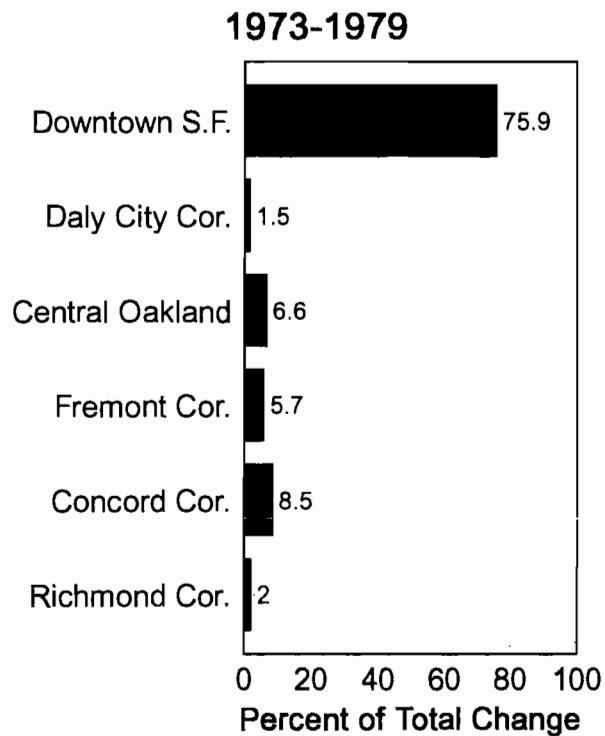 1973-1979
Downtown S.F. 75.9
Daly City Cor. 1.5
Central Oakland 6.6
Fremont Cor. 5.7
Concord Cor. 8.5
Richmond Cor. 2
0 20 40 60 80 100
Percent of Total Change